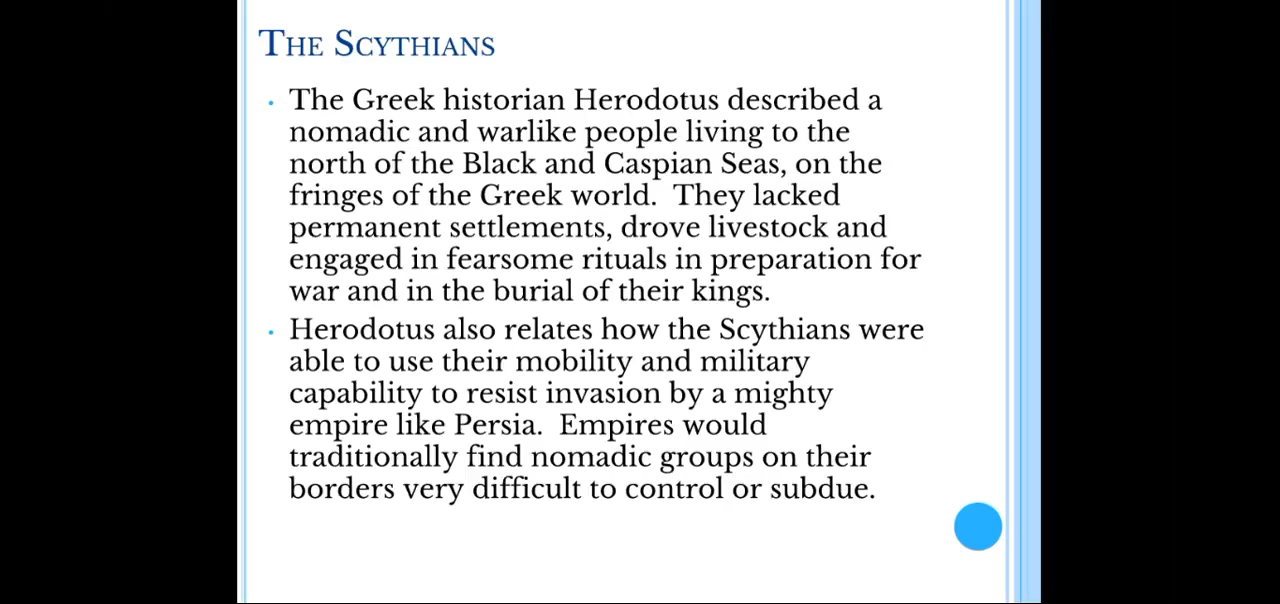 The Scythians
• The Greek historian Herodotus described a
nomadic and warlike people living to the
north of the Black and Caspian Seas, on the
fringes of the Greek world.  They lacked
permanent settlements, drove livestock and
engaged in fearsome rituals in preparation for
war and in the burial of their kings.
• Herodotus also relates how the Scythians were
able to use their mobility and military
capability to resist invasion by a mighty
empire like Persia.  Empires would
traditionally find nomadic groups on their
borders very difficult to control or subdue.